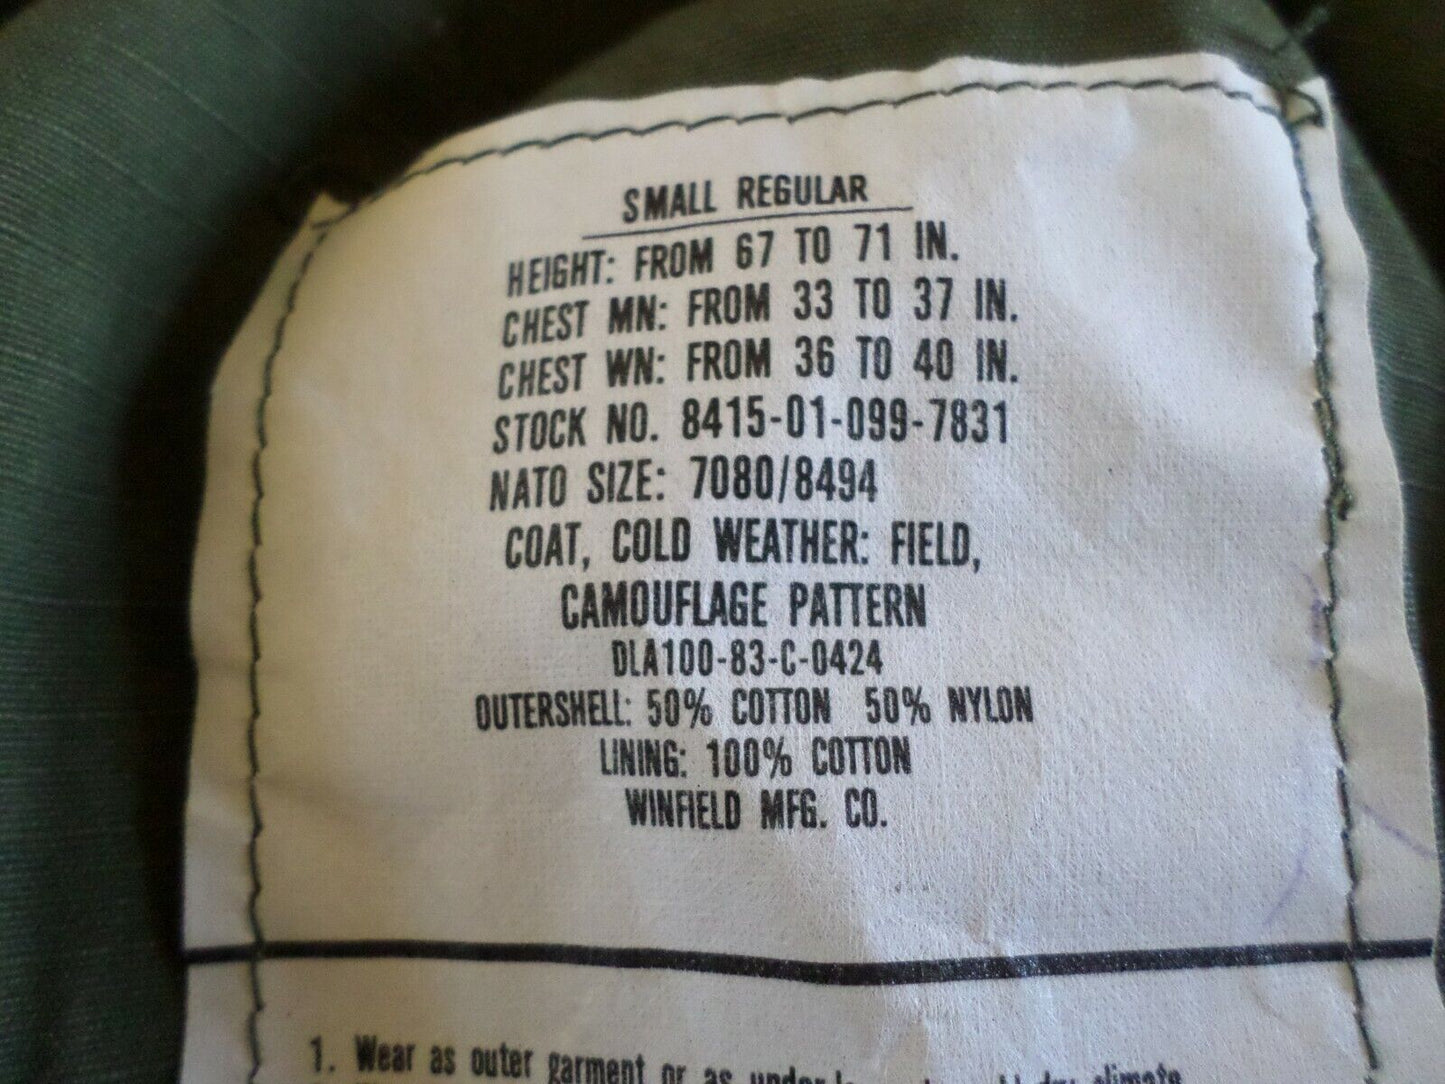 SMALL REGULAR
HEIGHT: FROM 67 TO 71 IN.
CHEST MN: FROM 33 TO 37 IN.
CHEST WN: FROM 36 TO 40 IN.
STOCK NO. 8415-01-099-7831
NATO SIZE: 7080/8494
COAT, COLD WEATHER: FIELD,
CAMOUFLAGE PATTERN
DLA100-83-C-0424
OUTERSHELL: 50% COTTON 50% NYLON
LINING: 100% COTTON
WINFIELD MFG. CO.
1. Wear as outer garment or as dry climate